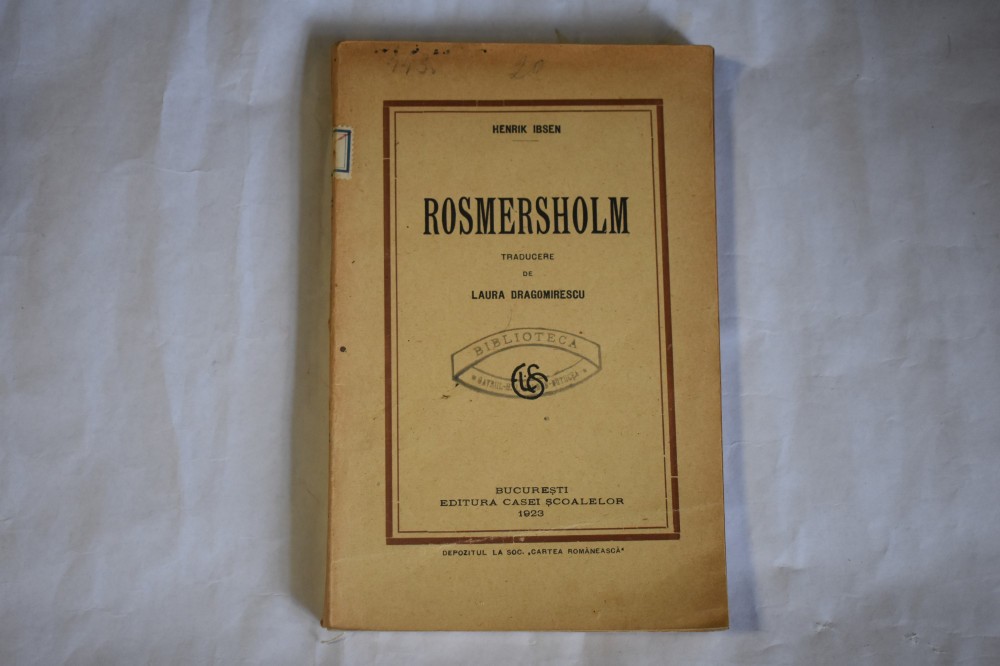 HENRIK IBSEN
ROSMERSHOLM
TRADUCERE
DE
LAURA DRAGOMIRESCU
BIBLIOTECA
BUCUREȘTI
EDITURA CASEI ȘCOALELOR
1923
DEPOZITUL LA SOC. „CARTEA ROMÂNEASCĂ"